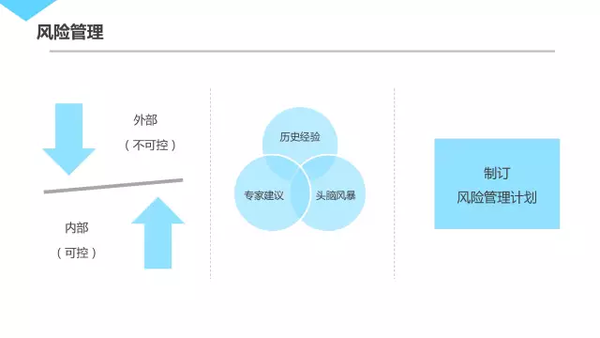 风险管理
外部
（不可控）
内部
（可控）
历史经验
专家建议
头脑风暴
制订
风险管理计划